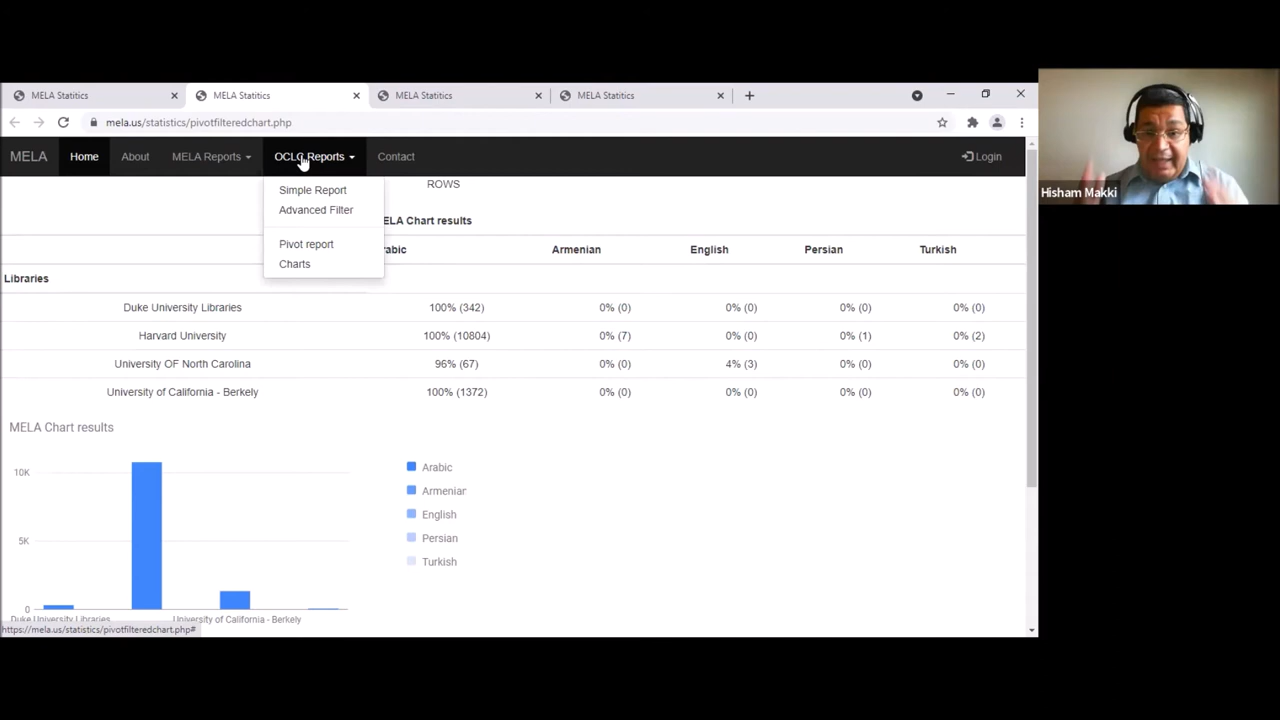 MELA Statitics
MELA Statitics
MELA Statitics
MELA Statitics
mela.us/statistics/pivotfilteredchart.php
MELA Home About MELA Reports OCLC Reports Contact Login
Simple Report
Advanced Filter
Pivot report
Charts
ROWS
ELA Chart results
rabic Armenian English Persian Turkish
Libraries
Duke University Libraries 100% (342) 0% (0) 0% (0) 0% (0) 0% (0)
Harvard University 100% (10804) 0% (7) 0% (0) 0% (1) 0% (2)
University OF North Carolina 96% (67) 0% (0) 4% (3) 0% (0) 0% (0)
University of California - Berkely 100% (1372) 0% (0) 0% (0) 0% (0) 0% (0)
MELA Chart results
10K
5K
0
Duke University Libraries University of California - Berkely
Arabic
Armenian
English
Persian
Turkish
https://mela.us/statistics/pivotfilteredchart.php#
Hisham Makki